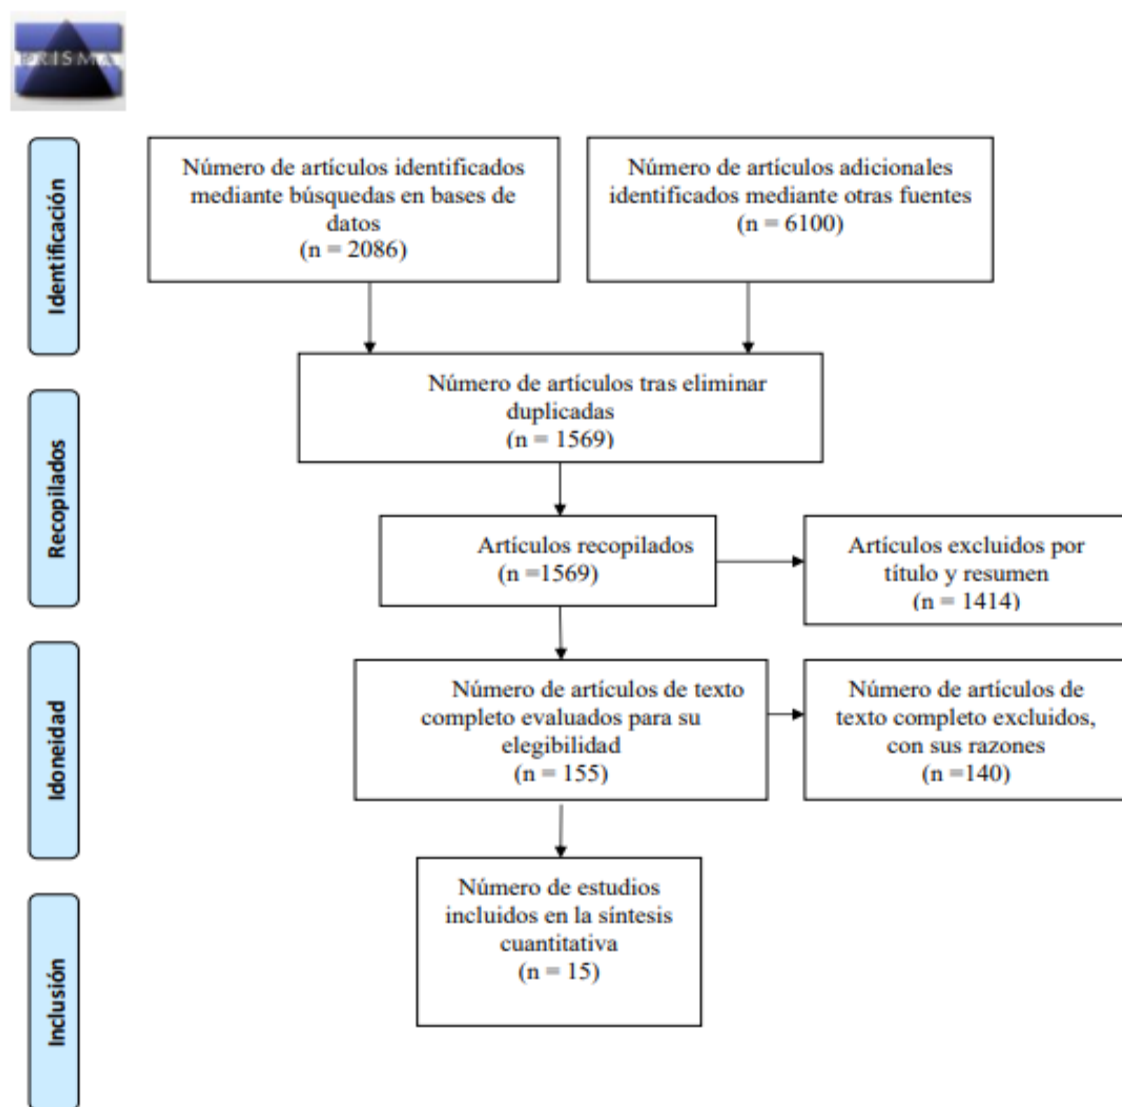 PRISMA
Identificación
Número de artículos identificados
mediante búsquedas en bases de
datos
(n = 2086)
Número de artículos adicionales
identificados mediante otras fuentes
(n = 6100)
Recopilados
Número de artículos tras eliminar
duplicadas
(n = 1569)
Artículos recopilados
(n =1569)
Artículos excluidos por
título y resumen
(n = 1414)
Idoneidad
Número de artículos de texto
completo evaluados para su
elegibilidad
(n = 155)
Número de artículos de
texto completo excluidos,
con sus razones
(n =140)
Inclusión
Número de estudios
incluidos en la síntesis
cuantitativa
(n = 15)